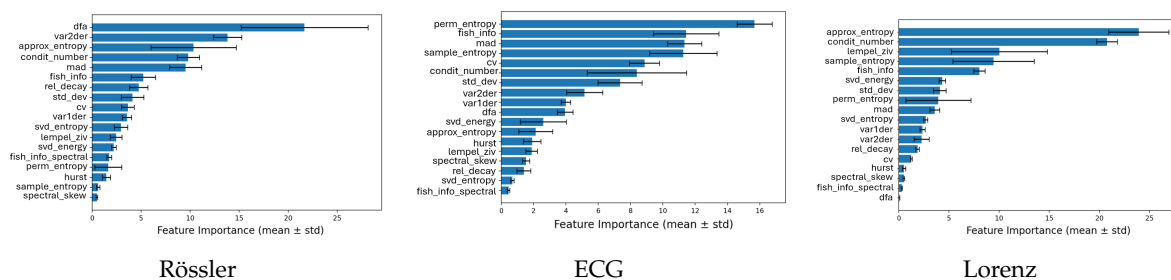 dfa
var2der
approx_entropy
condit_number
mad
fish_info
rel_decay
std_dev
cv
var1der
svd_entropy
lempel_ziv
svd_energy
fish_info_spectral
perm_entropy
hurst
sample_entropy
spectral_skew
0 5 10 15 20 25
Feature Importance (mean ± std)
Rössler
perm_entropy
fish_info
mad
sample_entropy
cv
condit_number
std_dev
var2der
var1der
dfa
svd_energy
approx_entropy
hurst
lempel_ziv
spectral_skew
rel_decay
svd_entropy
fish_info_spectral
0 2 4 6 8 10 12 14 16
Feature Importance (mean ± std)
ECG
approx_entropy
condit_number
lempel_ziv
sample_entropy
fish_info
svd_energy
std_dev
perm_entropy
mad
svd_entropy
var1der
var2der
rel_decay
cv
hurst
spectral_skew
fish_info_spectral
dfa
0 5 10 15 20 25
Feature Importance (mean ± std)
Lorenz